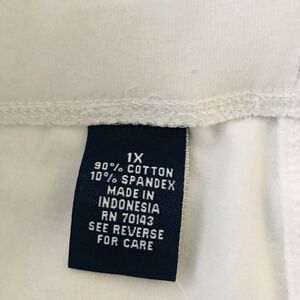 1X
90% COTTON
10% SPANDEX
MADE IN
INDONESIA
RN 70143
SEE REVERSE
FOR CARE